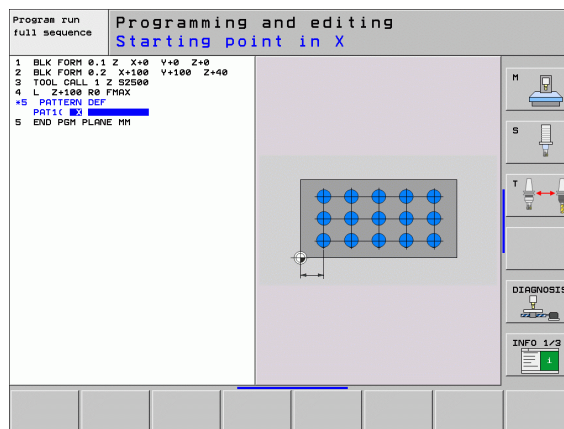 Program run
full sequence
Programming and editing
Starting point in X
1 BLK FORM 0.1 Z X+0 Y+0 Z+0
2 BLK FORM 0.2 X+100 Y+100 Z+40
3 TOOL CALL 1 Z S2500
4 L Z+100 R0 FMAX
*5 PATTERN DEF
PAT1( X
5 END PGM PLANE MM
M
S
T
DIAGNOSIS
INFO 1/3
i